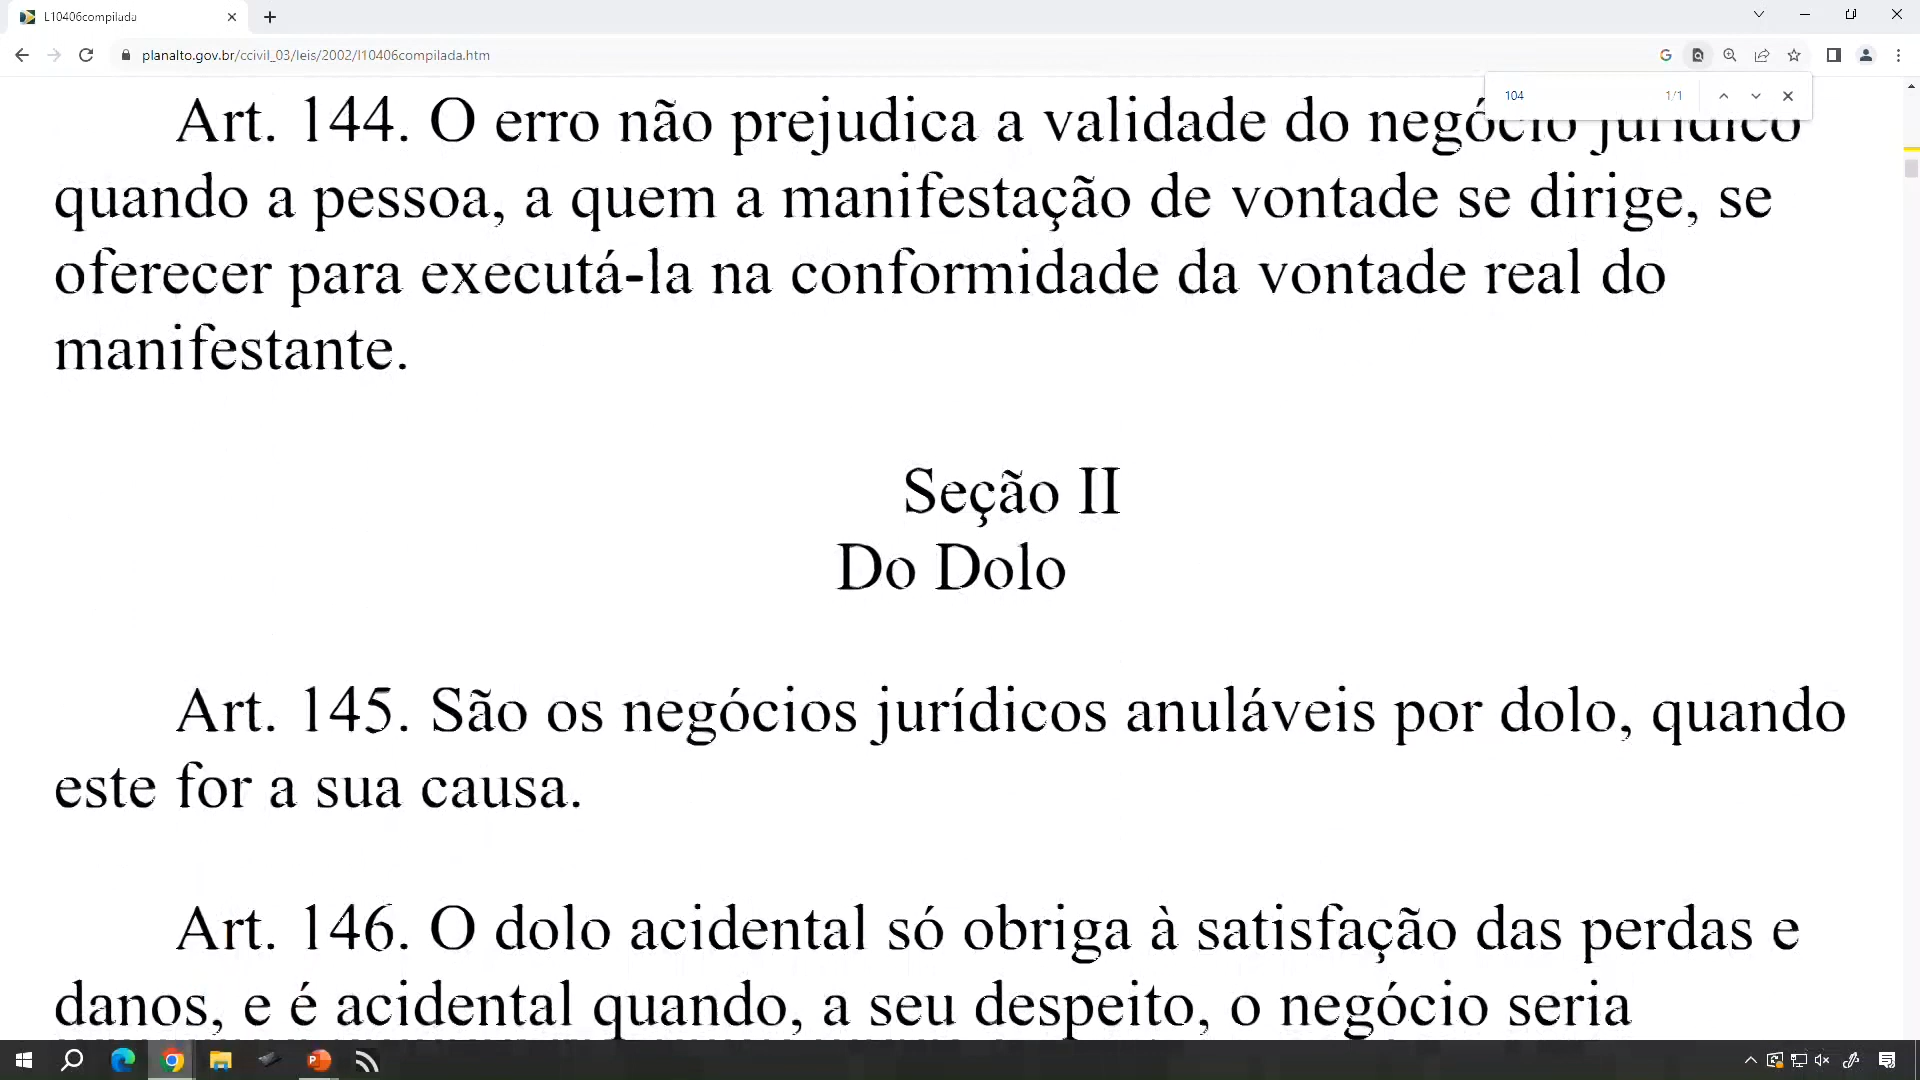 L10406compilada
planalto.gov.br/ccivil_03/leis/2002/l10406compilada.htm
104 1/1
Art. 144. O erro não prejudica a validade do negócio jurídico
quando a pessoa, a quem a manifestação de vontade se dirige, se
oferecer para executá-la na conformidade da vontade real do
manifestante.
Seção II
Do Dolo
Art. 145. São os negócios jurídicos anuláveis por dolo, quando
este for a sua causa.
Art. 146. O dolo acidental só obriga à satisfação das perdas e
danos, e é acidental quando, a seu despeito, o negócio seria